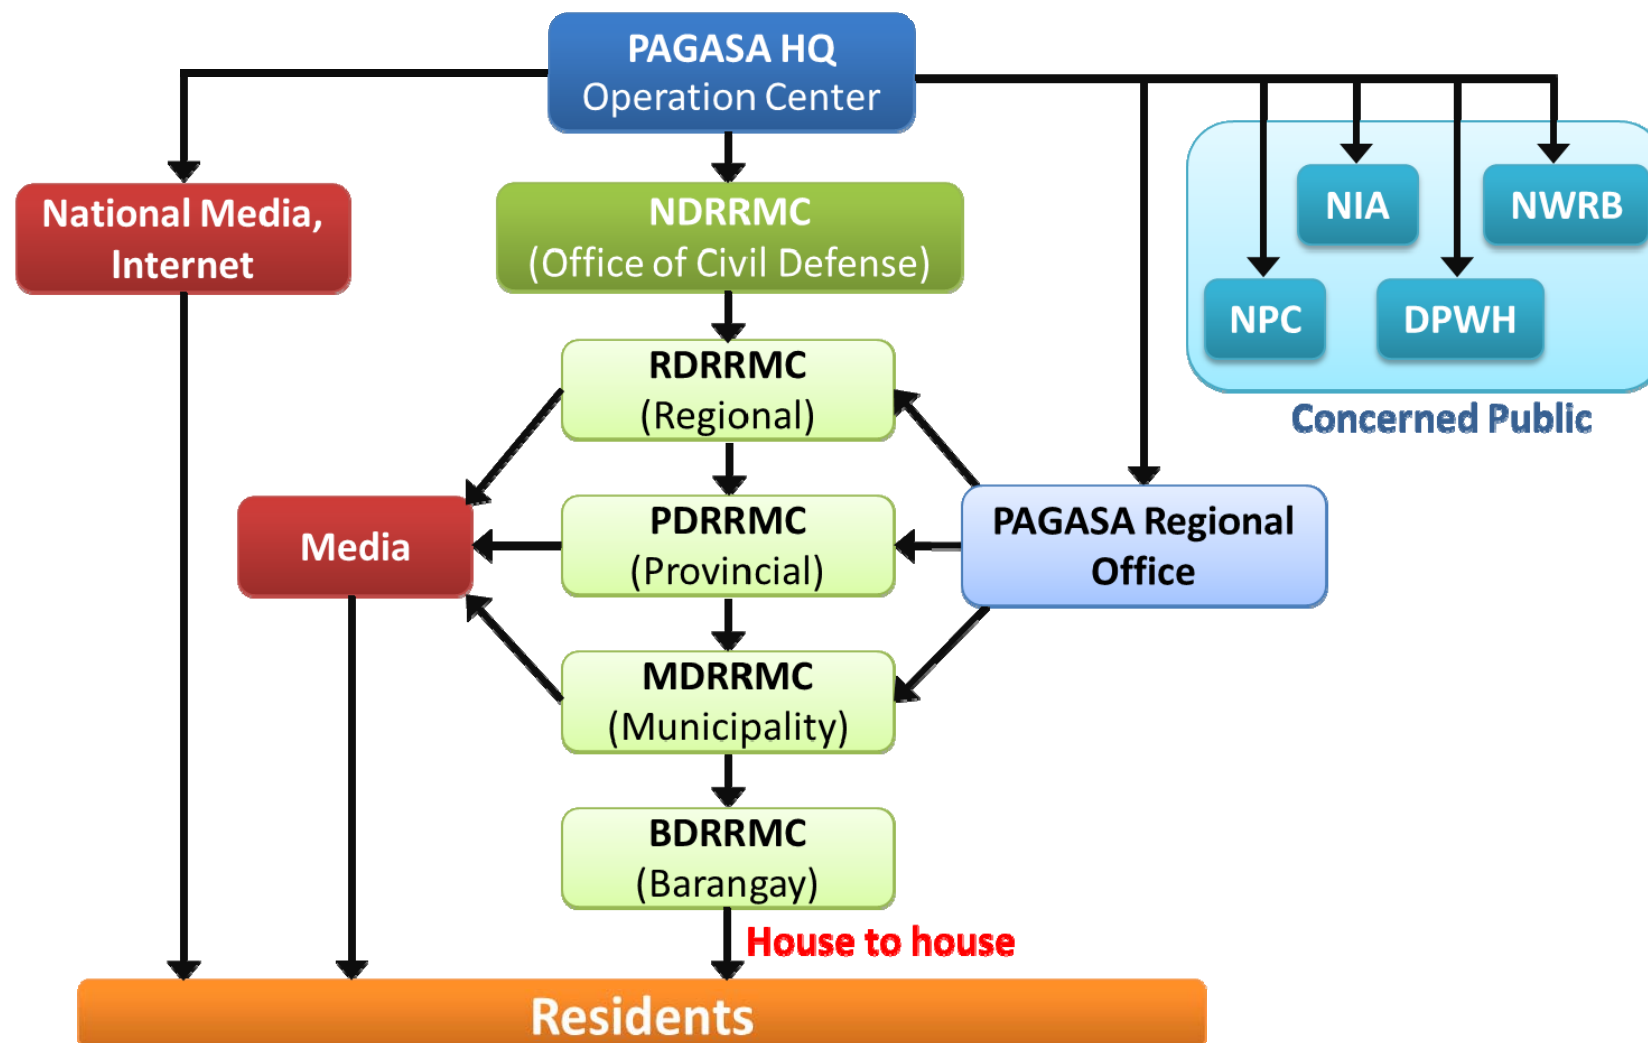 PAGASA HQ
Operation Center
National Media,
Internet
NDRRMC
(Office of Civil Defense)
NIA
NWRB
NPC
DPWH
Concerned Public
RDRRMC
(Regional)
Media
PDRRMC
(Provincial)
PAGASA Regional
Office
MDRRMC
(Municipality)
BDRRMC
(Barangay)
House to house
Residents